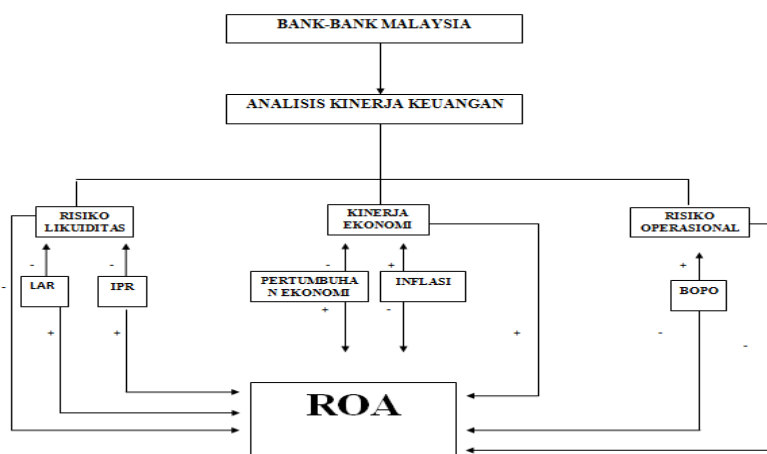 BANK-BANK MALAYSIA
ANALISIS KINERJA KEUANGAN
RISIKO
LIKUIDITAS
KINERJA
EKONOMI
RISIKO
OPERASIONAL
-
-
-
+
+
-
LAR
IPR
PERTUMBUHA
N EKONOMI
INFLASI
BOPO
+
+
+
-
+
-
-
ROA